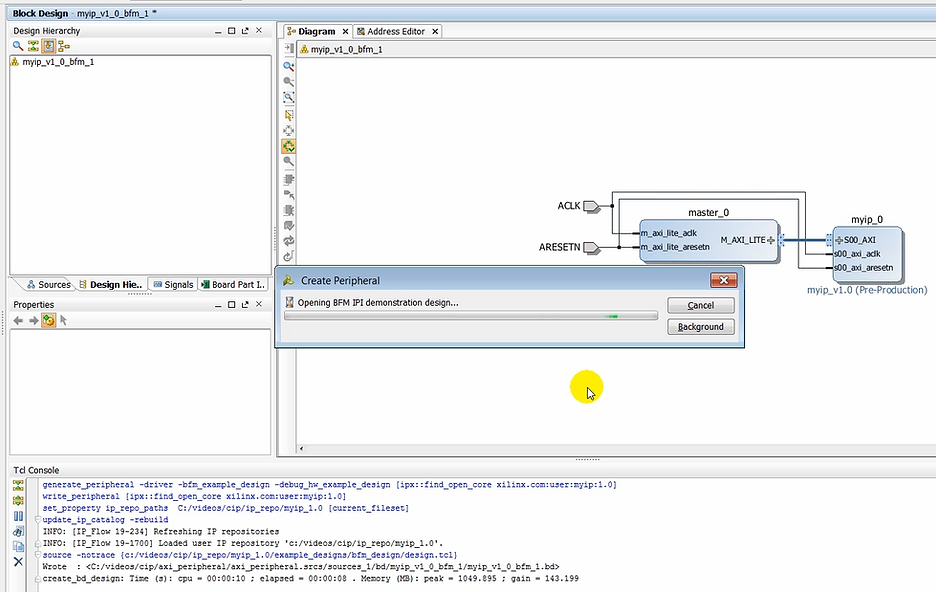 Block Design - myip_v1_0_bfm_1 *
Design Hierarchy
myip_v1_0_bfm_1
Sources
Design Hie..
Signals
Board Part I..
Properties
Diagram
Address Editor
myip_v1_0_bfm_1
ACLK
ARESETN
master_0
m_axi_lite_aclk
m_axi_lite_aresetn
M_AXI_LITE
myip_0
S00_AXI
s00_axi_aclk
s00_axi_aresetn
myip_v1.0 (Pre-Production)
Create Peripheral
Opening BFM IPI demonstration design...
Cancel
Background
Tcl Console
generate_peripheral -driver -bfm_example_design -debug_hw_example_design [ipx::find_open_core xilinx.com:user:myip:1.0]
write_peripheral [ipx::find_open_core xilinx.com:user:myip:1.0]
set_property ip_repo_paths C:/videos/cip/ip_repo/myip_1.0 [current_fileset]
update_ip_catalog -rebuild
INFO: [IP_Flow 19-234] Refreshing IP repositories
INFO: [IP_Flow 19-1700] Loaded user IP repository 'c:/videos/cip/ip_repo/myip_1.0'.
source -notrace {c:/videos/cip/ip_repo/myip_1.0/example_designs/bfm_design/design.tcl}
Wrote : <C:/videos/cip/axi_peripheral/axi_peripheral.srcs/sources_1/bd/myip_v1_0_bfm_1/myip_v1_0_bfm_1.bd>
create_bd_design: Time (s): cpu = 00:00:10 ; elapsed = 00:00:08 . Memory (MB): peak = 1049.895 ; gain = 143.199